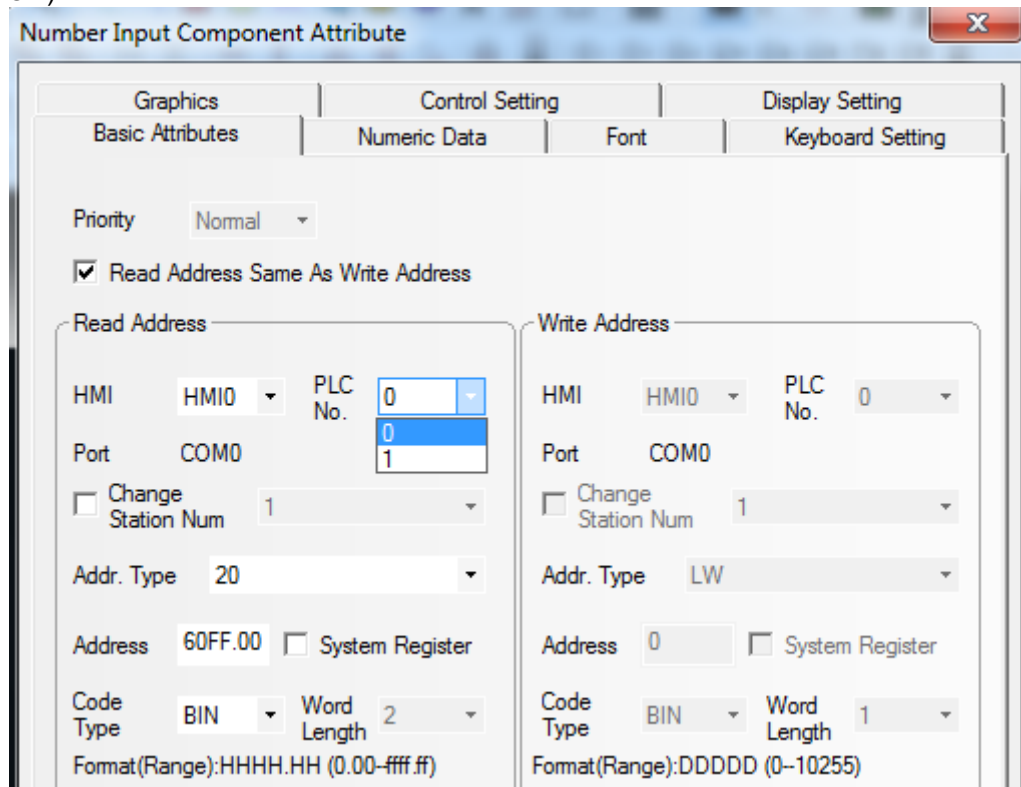 Number Input Component Attribute
Graphics
Control Setting
Display Setting
Basic Attributes
Numeric Data
Font
Keyboard Setting
Priority Normal
Read Address Same As Write Address
Read Address
HMI HMI0 PLC No. 0
0
1
Port COM0
Change Station Num 1
Addr. Type 20
Address 60FF.00 System Register
Code Type BIN Word Length 2
Format(Range):HHHH.HH (0.00--ffff.ff)
Write Address
HMI HMI0 PLC No. 0
Port COM0
Change Station Num 1
Addr. Type LW
Address 0 System Register
Code Type BIN Word Length 1
Format(Range):DDDDD (0--10255)